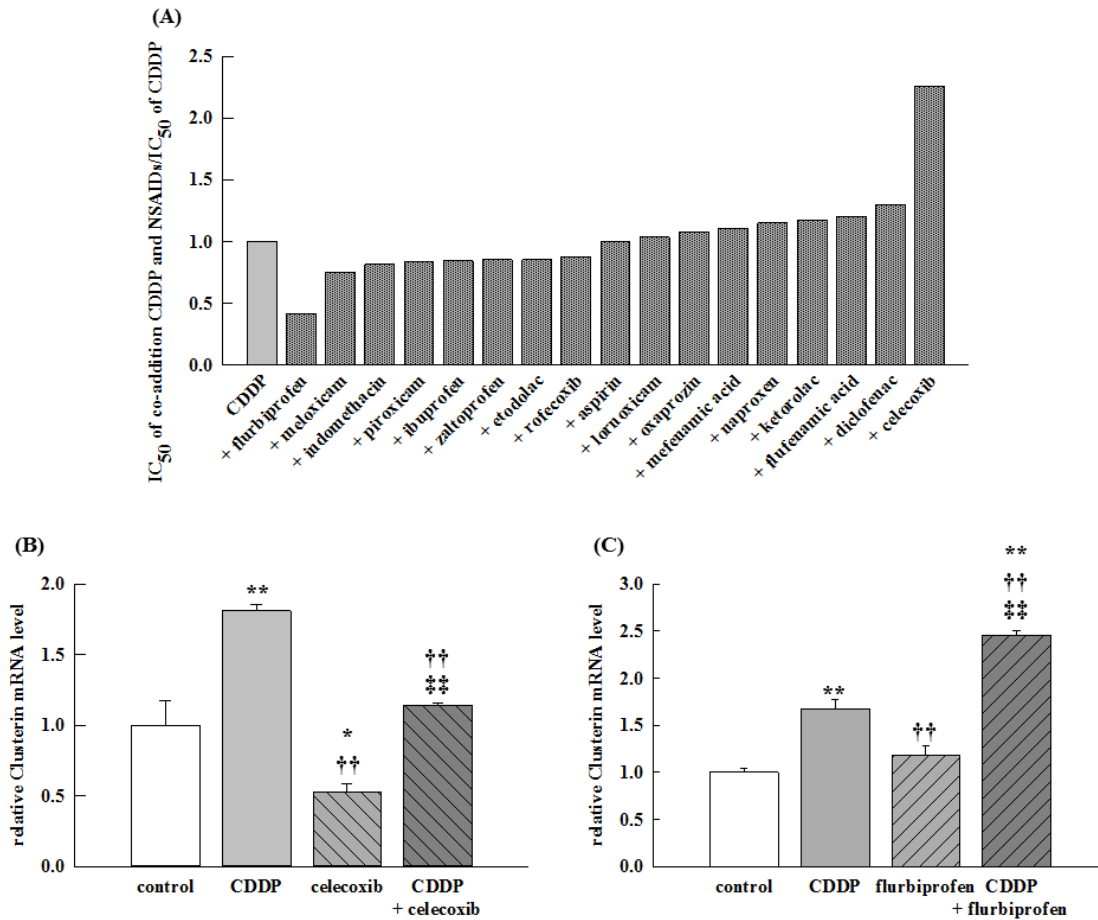 (A)
IC50 of co-addition CDDP and NSAIDs/IC50 of CDDP
2.5
2.0
1.5
1.0
0.5
0.0
CDDP
+ flurbiprofen
+ meloxicam
+ indomethacin
+ piroxicam
+ ibuprofen
+ zaltoprofen
+ etodolac
+ rofecoxib
+ aspirin
+ lornoxicam
+ oxaprozin
+ mefenamic acid
+ naproxen
+ ketorolac
+ flufenamic acid
+ diclofenac
+ celecoxib
(B)
relative Clusterin mRNA level
2.0
1.5
1.0
0.5
0.0
**
*
††
††
‡‡
control
CDDP
celecoxib
CDDP
+ celecoxib
(C)
relative Clusterin mRNA level
3.0
2.5
2.0
1.5
1.0
0.5
0.0
**
††
**
††
‡‡
control
CDDP
flurbiprofen
CDDP
+ flurbiprofen